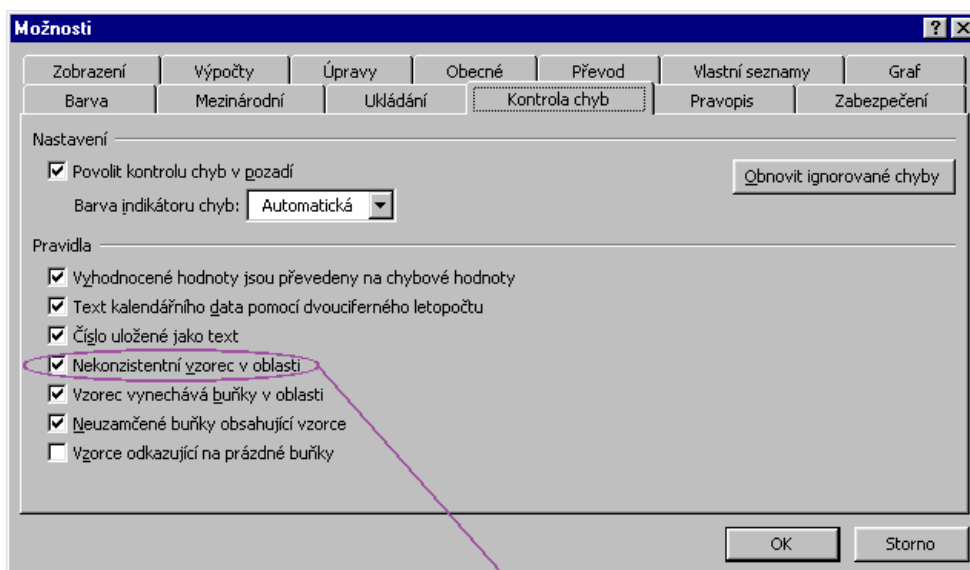 Možnosti
Zobrazení Výpočty Úpravy Obecné Převod Vlastní seznamy Graf
Barva Mezinárodní Ukládání Kontrola chyb Pravopis Zabezpečení
Nastavení
Povolit kontrolu chyb v pozadí
Obnovit ignorované chyby
Barva indikátoru chyb: Automatická
Pravidla
Vyhodnocené hodnoty jsou převedeny na chybové hodnoty
Text kalendářního data pomocí dvouciferného letopočtu
Číslo uložené jako text
Nekonzistentní vzorec v oblasti
Vzorec vynechává buňky v oblasti
Neuzamčené buňky obsahující vzorce
Vzorce odkazující na prázdné buňky
OK Storno